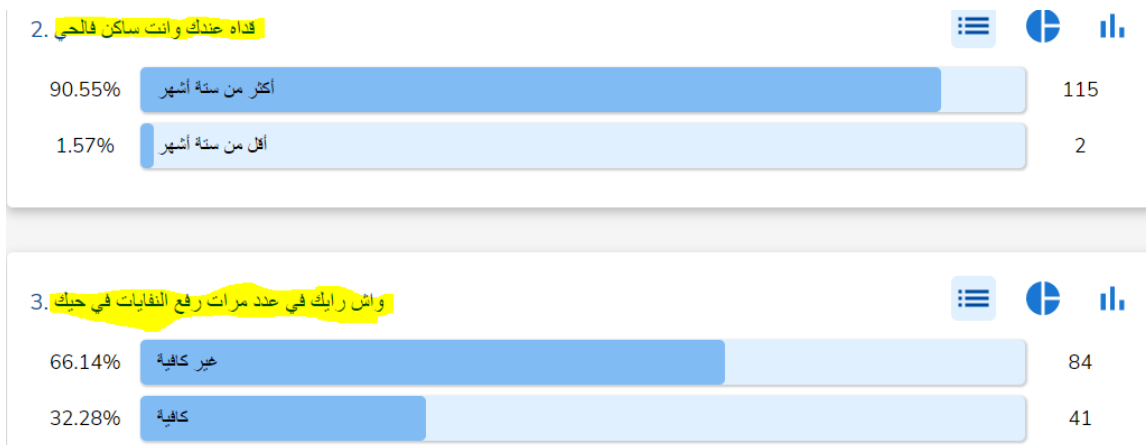 2. قداه عندك وانت ساكن فالحي
90.55% أكثر من ستة أشهر 115
1.57% أقل من ستة أشهر 2
3. واش رايك في عدد مرات رفع النفايات في حيك
66.14% غير كافية 84
32.28% كافية 41